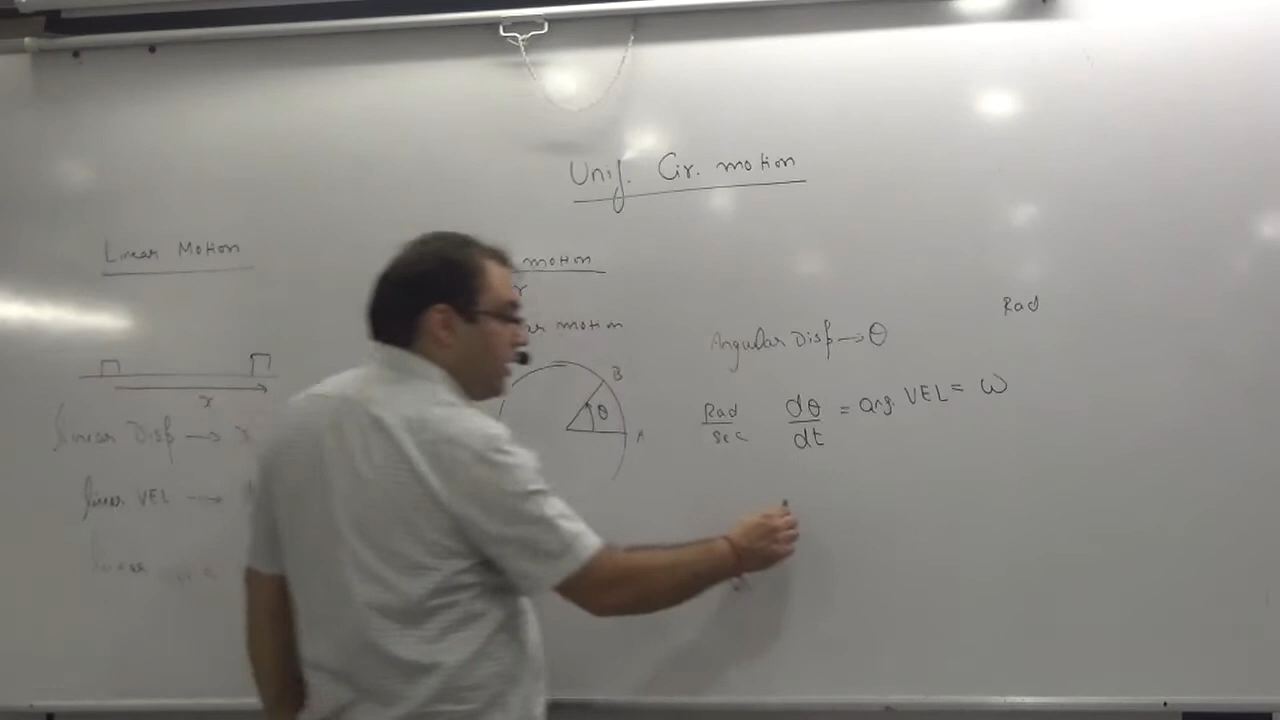 Unif. Cir. motion
Linear Motion
x
linear Disp → x
linear VEL →
linear
motion
motion
B
θ
A
Rad
Angular Disp → θ
Rad/sec dθ/dt = ang. VEL = ω